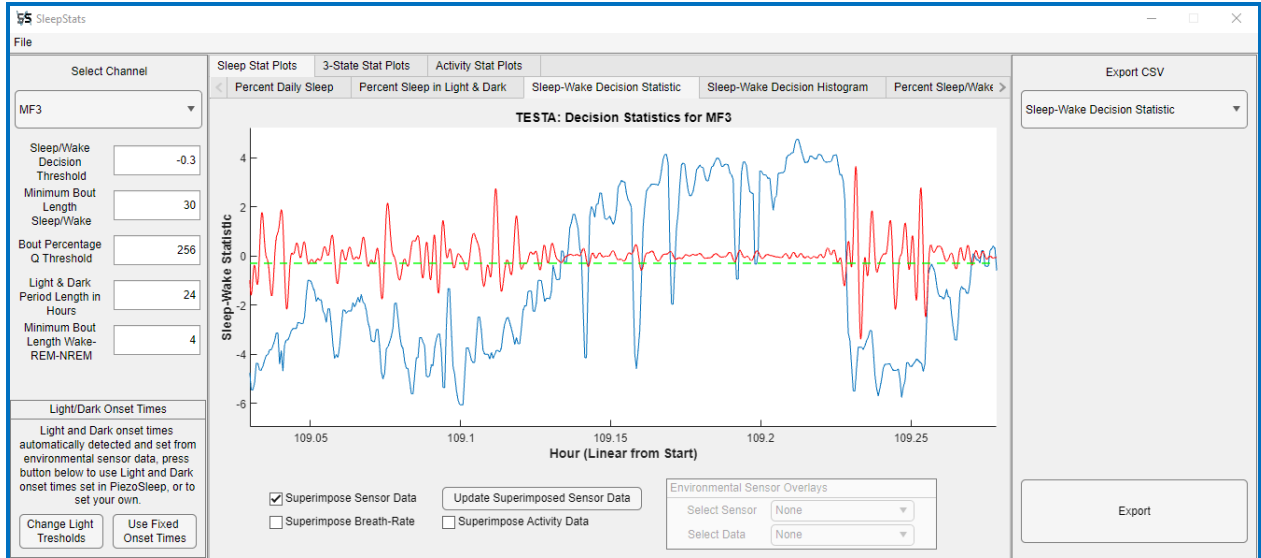 SS SleepStats
File
Select Channel
MF3
Sleep/Wake
Decision
Threshold
-0.3
Minimum Bout
Length
Sleep/Wake
30
Bout Percentage
Q Threshold
256
Light & Dark
Period Length in
Hours
24
Minimum Bout
Length Wake-
REM-NREM
4
Light/Dark Onset Times
Light and Dark onset times
automatically detected and set from
environmental sensor data, press
button below to use Light and Dark
onset times set in PiezoSleep, or to
set your own.
Change Light
Tresholds
Use Fixed
Onset Times
Sleep Stat Plots
3-State Stat Plots
Activity Stat Plots
Percent Daily Sleep
Percent Sleep in Light & Dark
Sleep-Wake Decision Statistic
Sleep-Wake Decision Histogram
Percent Sleep/Wake
TESTA: Decision Statistics for MF3
Sleep-Wake Statistic
4
2
0
-2
-4
-6
109.05
109.1
109.15
109.2
109.25
Hour (Linear from Start)
Superimpose Sensor Data
Update Superimposed Sensor Data
Superimpose Breath-Rate
Superimpose Activity Data
Environmental Sensor Overlays
Select Sensor
None
Select Data
None
Export CSV
Sleep-Wake Decision Statistic
Export